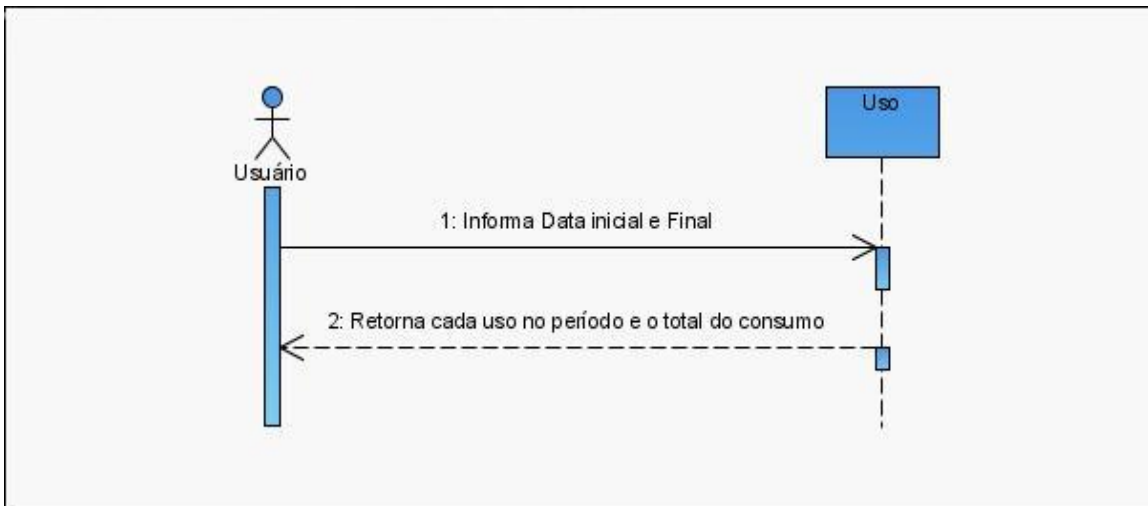 Uso
Usuário
1: Informa Data inicial e Final
2: Retorna cada uso no período e o total do consumo